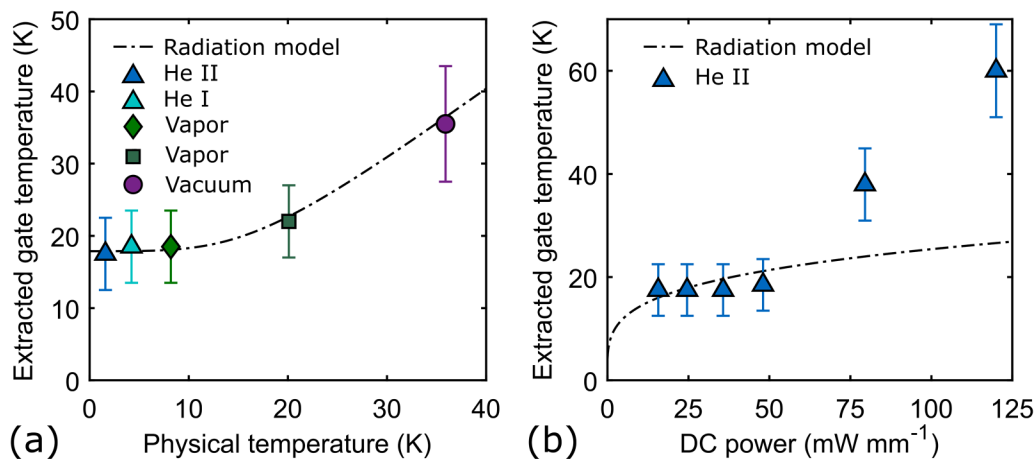 50
40
30
20
10
0
Extracted gate temperature (K)
Radiation model
He II
He I
Vapor
Vapor
Vacuum
0 10 20 30 40
Physical temperature (K)
(a)
60
40
20
0
Extracted gate temperature (K)
Radiation model
He II
0 25 50 75 100 125
DC power (mW mm⁻¹)
(b)